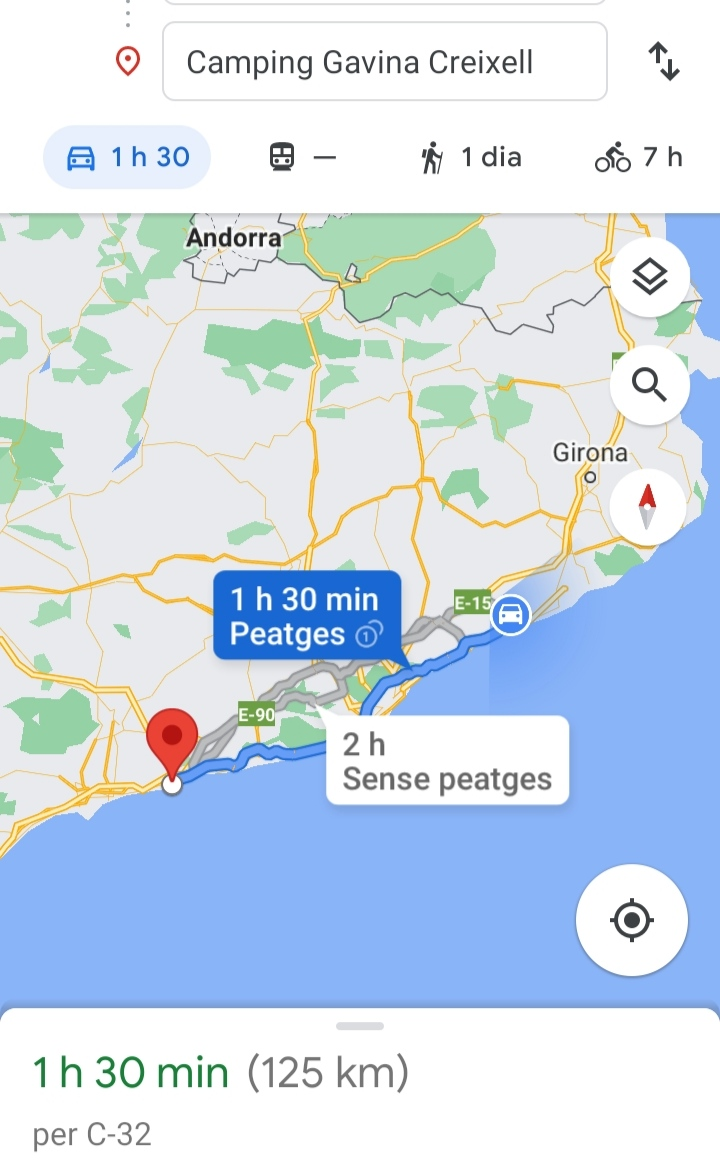 Camping Gavina Creixell
1 h 30
—
1 dia
7 h
Andorra
Girona
1 h 30 min
Peatges
E-15
E-90
2 h
Sense peatges
1 h 30 min (125 km)
per C-32